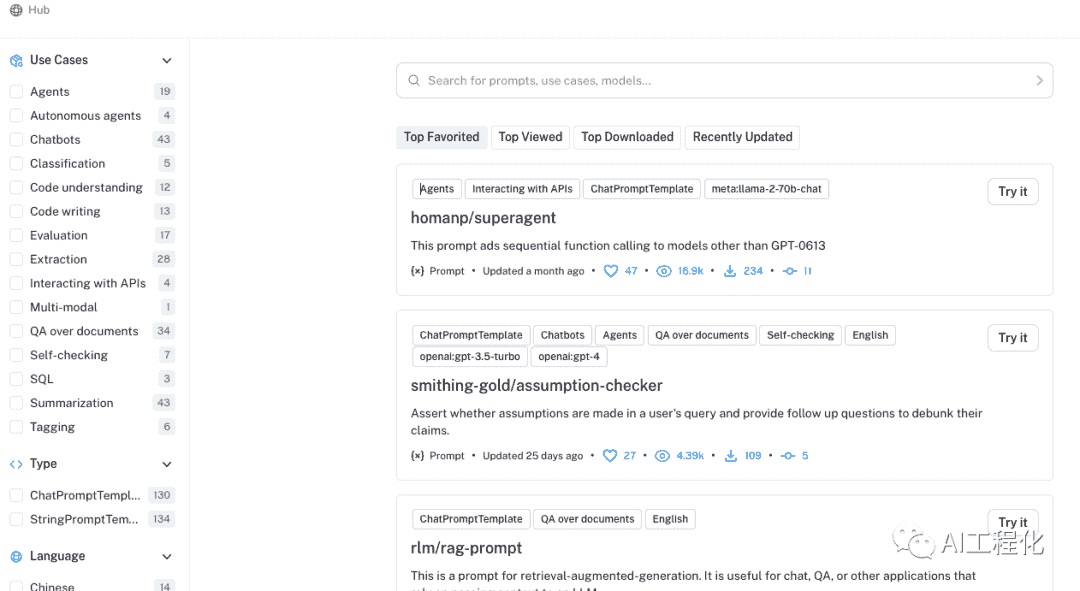 Hub
Use Cases
Agents 19
Autonomous agents 4
Chatbots 43
Classification 5
Code understanding 12
Code writing 13
Evaluation 17
Extraction 28
Interacting with APIs 4
Multi-modal 1
QA over documents 34
Self-checking 7
SQL 3
Summarization 43
Tagging 6
Type
ChatPromptTempl... 130
StringPromptTem... 134
Language
Chinese 14
Search for prompts, use cases, models...
Top Favorited Top Viewed Top Downloaded Recently Updated
Agents Interacting with APIs ChatPromptTemplate meta:llama-2-70b-chat
Try it
homanp/superagent
This prompt ads sequential function calling to models other than GPT-0613
Prompt • Updated a month ago • 47 • 16.9k • 234 • 11
ChatPromptTemplate Chatbots Agents QA over documents Self-checking English
Try it
openai:gpt-3.5-turbo openai:gpt-4
smithing-gold/assumption-checker
Assert whether assumptions are made in a user's query and provide follow up questions to debunk their
claims.
Prompt • Updated 25 days ago • 27 • 4.39k • 109 • 5
ChatPromptTemplate QA over documents English
Try it
rlm/rag-prompt
This is a prompt for retrieval-augmented-generation. It is useful for chat, QA, or other applications that
AI工程化